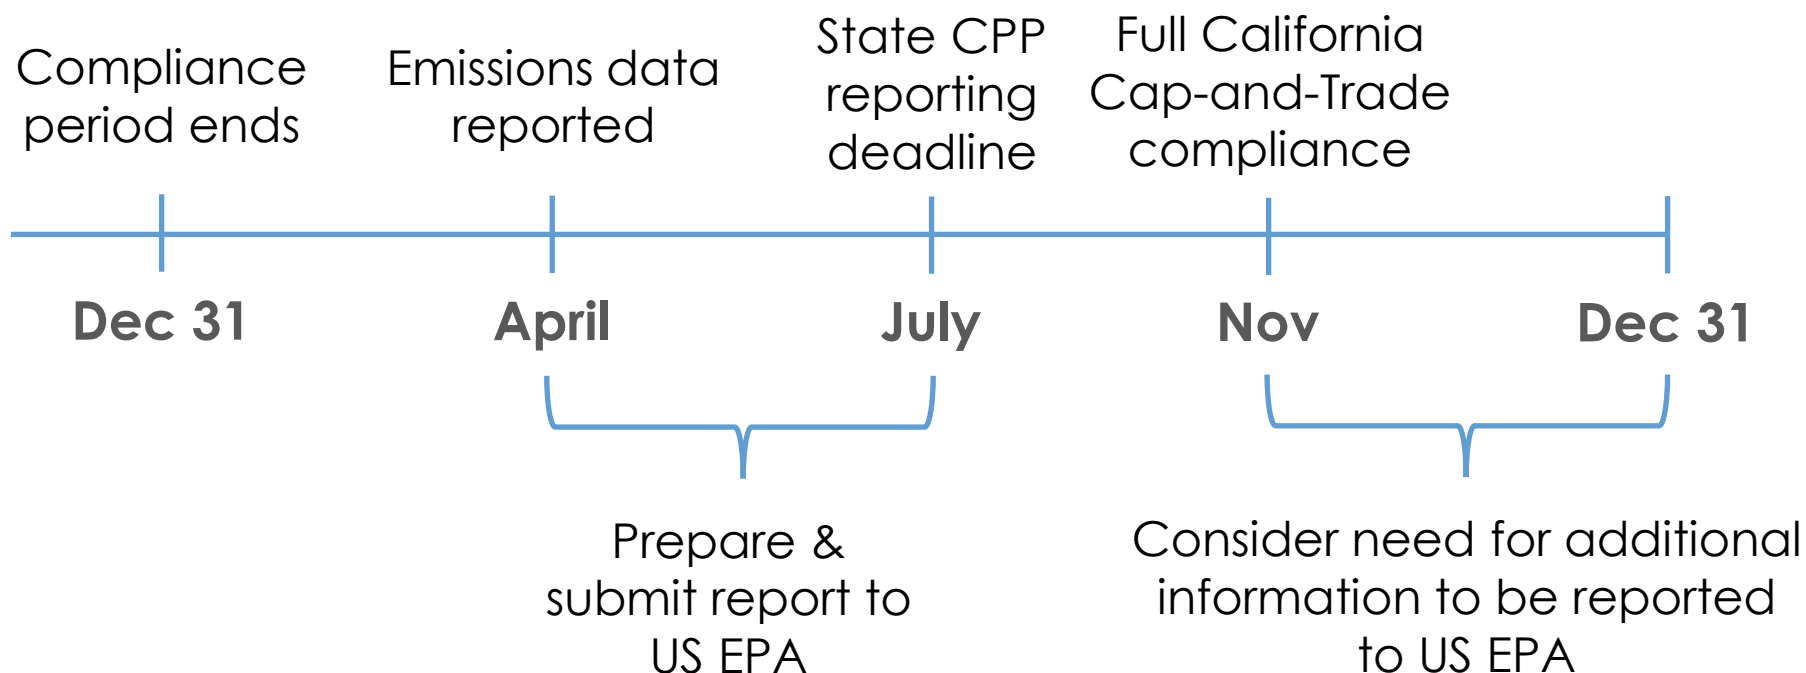 Compliance
period ends
Emissions data
reported
State CPP
reporting
deadline
Full California
Cap-and-Trade
compliance
Dec 31
April
July
Nov
Dec 31
Prepare &
submit report to
US EPA
Consider need for additional
information to be reported
to US EPA